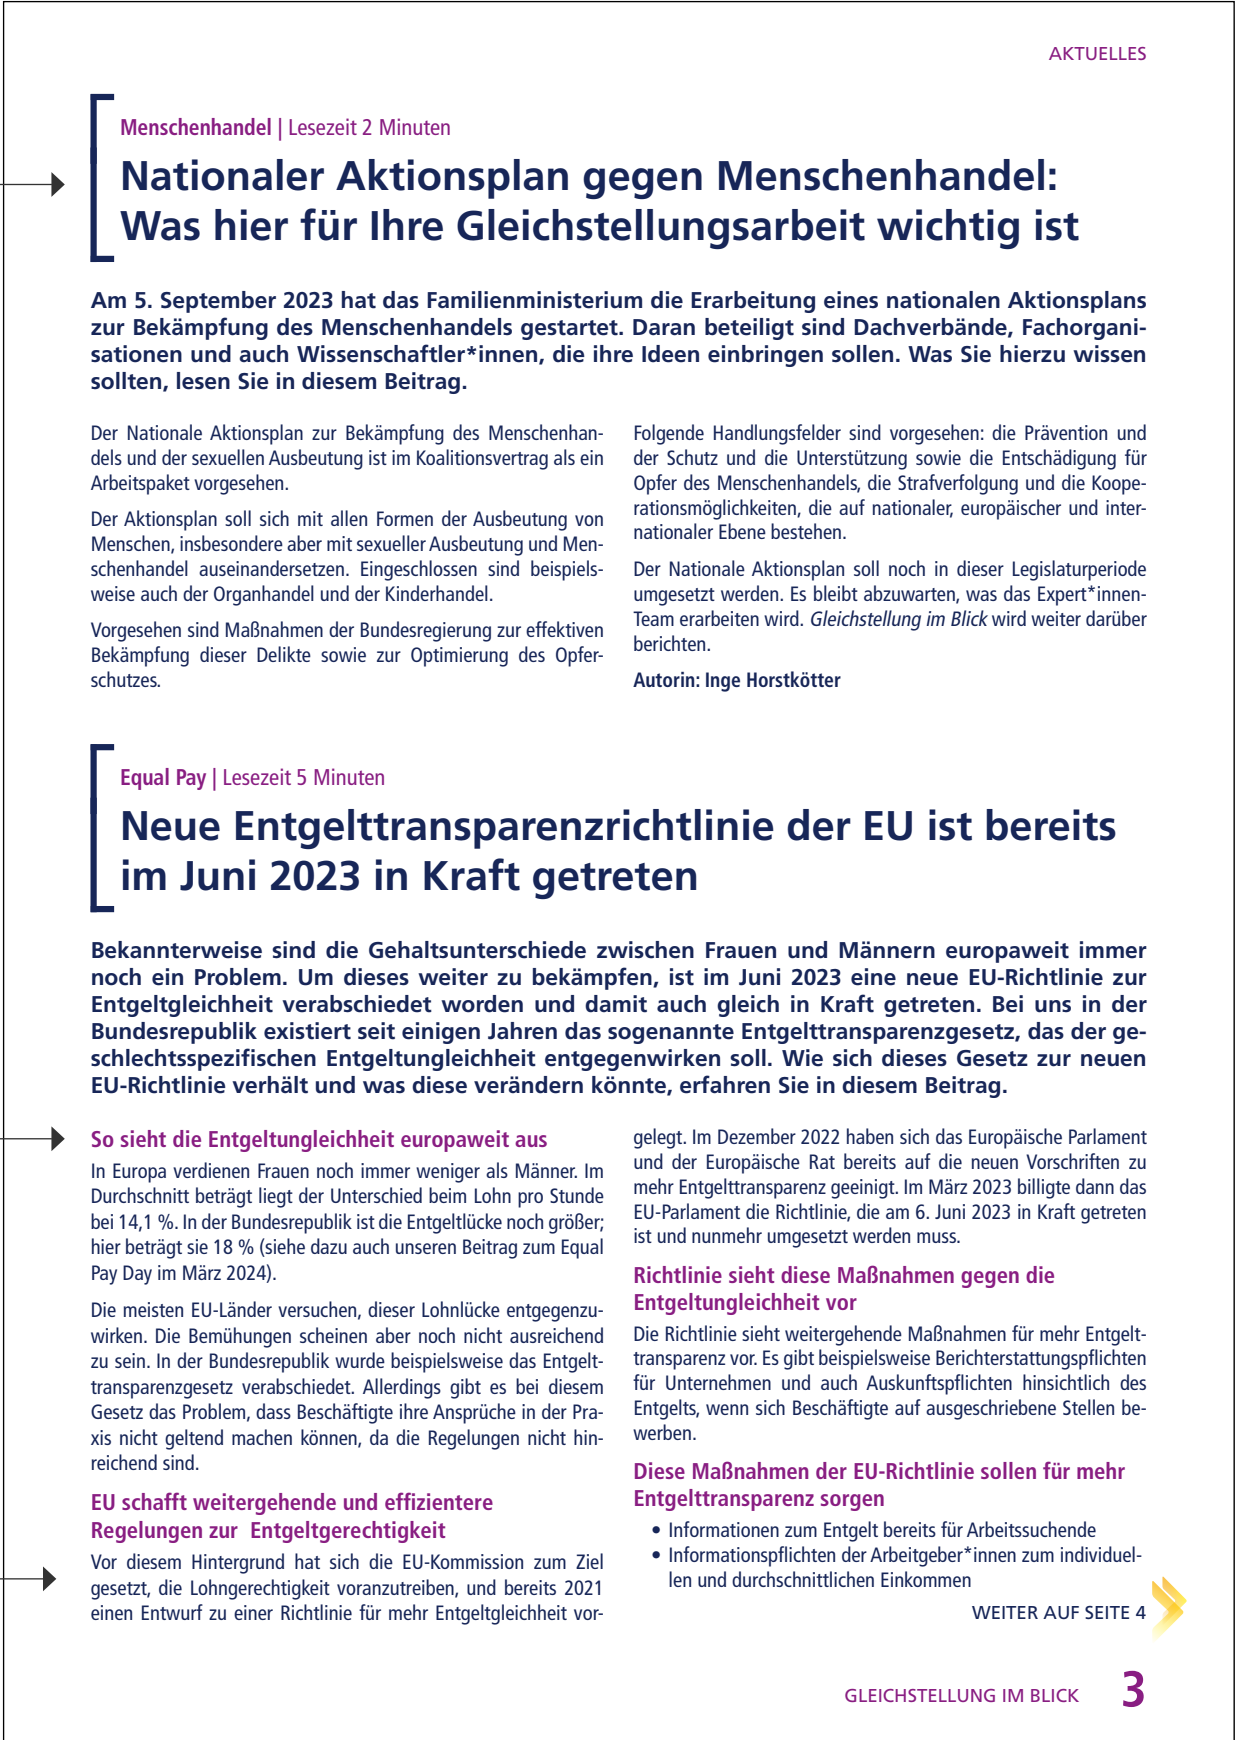 AKTUELLES
Menschenhandel | Lesezeit 2 Minuten
Nationaler Aktionsplan gegen Menschenhandel:
Was hier für Ihre Gleichstellungsarbeit wichtig ist
Am 5. September 2023 hat das Familienministerium die Erarbeitung eines nationalen Aktionsplans
zur Bekämpfung des Menschenhandels gestartet. Daran beteiligt sind Dachverbände, Fachorgani-
sationen und auch Wissenschaftler*innen, die ihre Ideen einbringen sollen. Was Sie hierzu wissen
sollten, lesen Sie in diesem Beitrag.
Der Nationale Aktionsplan zur Bekämpfung des Menschenhan-
dels und der sexuellen Ausbeutung ist im Koalitionsvertrag als ein
Arbeitspaket vorgesehen.
Der Aktionsplan soll sich mit allen Formen der Ausbeutung von
Menschen, insbesondere aber mit sexueller Ausbeutung und Men-
schenhandel auseinandersetzen. Eingeschlossen sind beispiels-
weise auch der Organhandel und der Kinderhandel.
Vorgesehen sind Maßnahmen der Bundesregierung zur effektiven
Bekämpfung dieser Delikte sowie zur Optimierung des Opfer-
schutzes.
Folgende Handlungsfelder sind vorgesehen: die Prävention und
der Schutz und die Unterstützung sowie die Entschädigung für
Opfer des Menschenhandels, die Strafverfolgung und die Koope-
rationsmöglichkeiten, die auf nationaler, europäischer und inter-
nationaler Ebene bestehen.
Der Nationale Aktionsplan soll noch in dieser Legislaturperiode
umgesetzt werden. Es bleibt abzuwarten, was das Expert*innen-
Team erarbeiten wird. Gleichstellung im Blick wird weiter darüber
berichten.
Autorin: Inge Horstkötter
Equal Pay | Lesezeit 5 Minuten
Neue Entgelttransparenzrichtlinie der EU ist bereits
im Juni 2023 in Kraft getreten
Bekannterweise sind die Gehaltsunterschiede zwischen Frauen und Männern europaweit immer
noch ein Problem. Um dieses weiter zu bekämpfen, ist im Juni 2023 eine neue EU-Richtlinie zur
Entgeltgleichheit verabschiedet worden und damit auch gleich in Kraft getreten. Bei uns in der
Bundesrepublik existiert seit einigen Jahren das sogenannte Entgelttransparenzgesetz, das der ge-
schlechtsspezifischen Entgeltungleichheit entgegenwirken soll. Wie sich dieses Gesetz zur neuen
EU-Richtlinie verhält und was diese verändern könnte, erfahren Sie in diesem Beitrag.
So sieht die Entgeltungleichheit europaweit aus
In Europa verdienen Frauen noch immer weniger als Männer. Im
Durchschnitt beträgt liegt der Unterschied beim Lohn pro Stunde
bei 14,1 %. In der Bundesrepublik ist die Entgeltlücke noch größer;
hier beträgt sie 18 % (siehe dazu auch unseren Beitrag zum Equal
Pay Day im März 2024).
Die meisten EU-Länder versuchen, dieser Lohnlücke entgegenzu-
wirken. Die Bemühungen scheinen aber noch nicht ausreichend
zu sein. In der Bundesrepublik wurde beispielsweise das Entgelt-
transparenzgesetz verabschiedet. Allerdings gibt es bei diesem
Gesetz das Problem, dass Beschäftigte ihre Ansprüche in der Pra-
xis nicht geltend machen können, da die Regelungen nicht hin-
reichend sind.
EU schafft weitergehende und effizientere
Regelungen zur Entgeltgerechtigkeit
Vor diesem Hintergrund hat sich die EU-Kommission zum Ziel
gesetzt, die Lohngerechtigkeit voranzutreiben, und bereits 2021
einen Entwurf zu einer Richtlinie für mehr Entgeltgleichheit vor-
gelegt. Im Dezember 2022 haben sich das Europäische Parlament
und der Europäische Rat bereits auf die neuen Vorschriften zu
mehr Entgelttransparenz geeinigt. Im März 2023 billigte dann das
EU-Parlament die Richtlinie, die am 6. Juni 2023 in Kraft getreten
ist und nunmehr umgesetzt werden muss.
Richtlinie sieht diese Maßnahmen gegen die
Entgeltungleichheit vor
Die Richtlinie sieht weitergehende Maßnahmen für mehr Entgelt-
transparenz vor. Es gibt beispielsweise Berichterstattungspflichten
für Unternehmen und auch Auskunftspflichten hinsichtlich des
Entgelts, wenn sich Beschäftigte auf ausgeschriebene Stellen be-
werben.
Diese Maßnahmen der EU-Richtlinie sollen für mehr
Entgelttransparenz sorgen
• Informationen zum Entgelt bereits für Arbeitssuchende
• Informationspflichten der Arbeitgeber*innen zum individuel-
len und durchschnittlichen Einkommen
WEITER AUF SEITE 4
GLEICHSTELLUNG IM BLICK 3